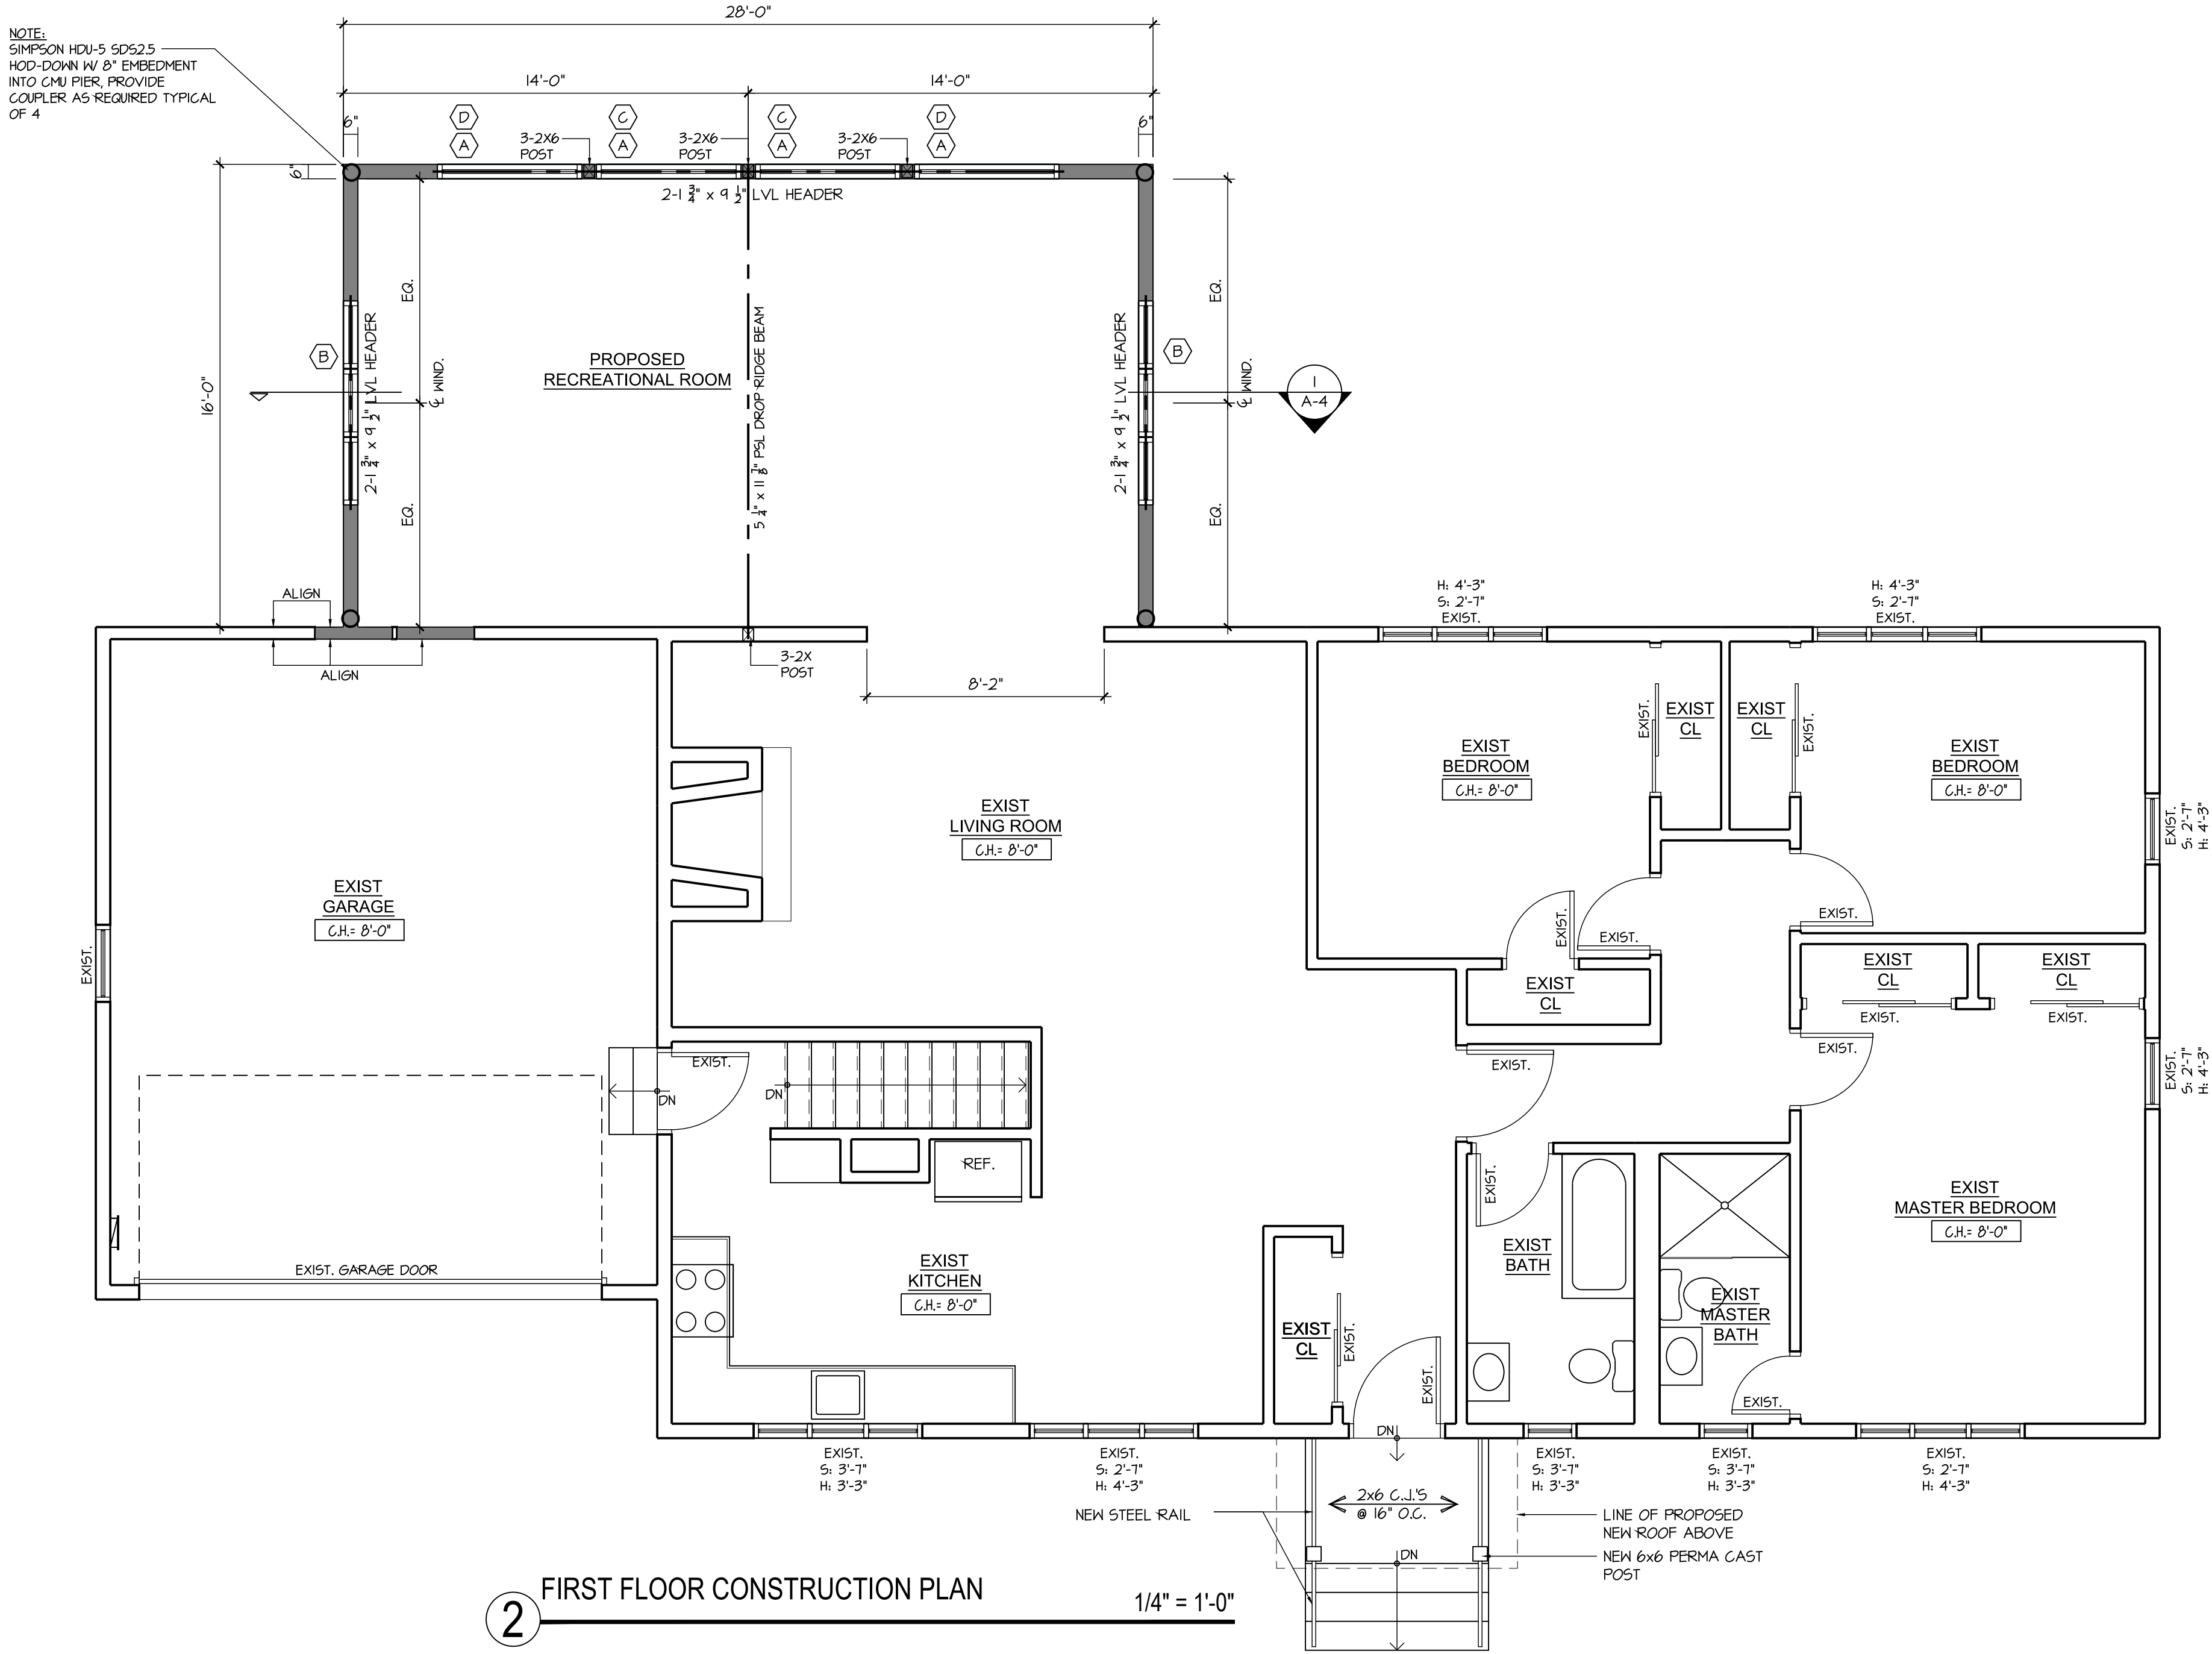 28'-0"
NOTE:
SIMPSON HDU-5 SDS2.5
HOD-DOWN W/ 8" EMBEDMENT
INTO CMU PIER, PROVIDE
COUPLER AS REQUIRED TYPICAL
OF 4
14'-0"
14'-0"
6"
D
A
C
A
C
A
D
A
6"
3-2X6
POST
3-2X6
POST
3-2X6
POST
6"
2-1 3/4" x 9 1/2" LVL HEADER
EQ.
EQ.
16'-0"
B
2-1 3/4" x 9 1/2" LVL HEADER
℄ WIND.
PROPOSED
RECREATIONAL ROOM
5 1/4" x 11 7/8" PSL DROP RIDGE BEAM
2-1 3/4" x 9 1/2" LVL HEADER
B
℄ WIND.
1
A-4
EQ.
EQ.
ALIGN
ALIGN
3-2X
POST
8'-2"
H: 4'-3"
S: 2'-7"
EXIST.
H: 4'-3"
S: 2'-7"
EXIST.
EXIST
BEDROOM
C.H.= 8'-0"
EXIST.
EXIST
CL
EXIST
CL
EXIST.
EXIST
BEDROOM
C.H.= 8'-0"
EXIST.
S: 2'-7"
H: 4'-3"
EXIST
LIVING ROOM
C.H.= 8'-0"
EXIST
GARAGE
C.H.= 8'-0"
EXIST.
EXIST.
EXIST.
EXIST.
EXIST
CL
EXIST
CL
EXIST
CL
EXIST.
EXIST.
EXIST.
DN
EXIST.
DN
EXIST.
EXIST.
EXIST.
S: 2'-7"
H: 4'-3"
REF.
EXIST.
EXIST
MASTER BEDROOM
C.H.= 8'-0"
EXIST. GARAGE DOOR
EXIST
KITCHEN
C.H.= 8'-0"
EXIST
BATH
EXIST
MASTER
BATH
EXIST
CL
EXIST.
EXIST.
EXIST.
DN
EXIST.
S: 3'-7"
H: 3'-3"
EXIST.
S: 2'-7"
H: 4'-3"
EXIST.
S: 3'-7"
H: 3'-3"
EXIST.
S: 3'-7"
H: 3'-3"
EXIST.
S: 2'-7"
H: 4'-3"
NEW STEEL RAIL
2x6 C.J.'S
@ 16" O.C.
LINE OF PROPOSED
NEW ROOF ABOVE
DN
NEW 6x6 PERMA CAST
POST
2
FIRST FLOOR CONSTRUCTION PLAN
1/4" = 1'-0"